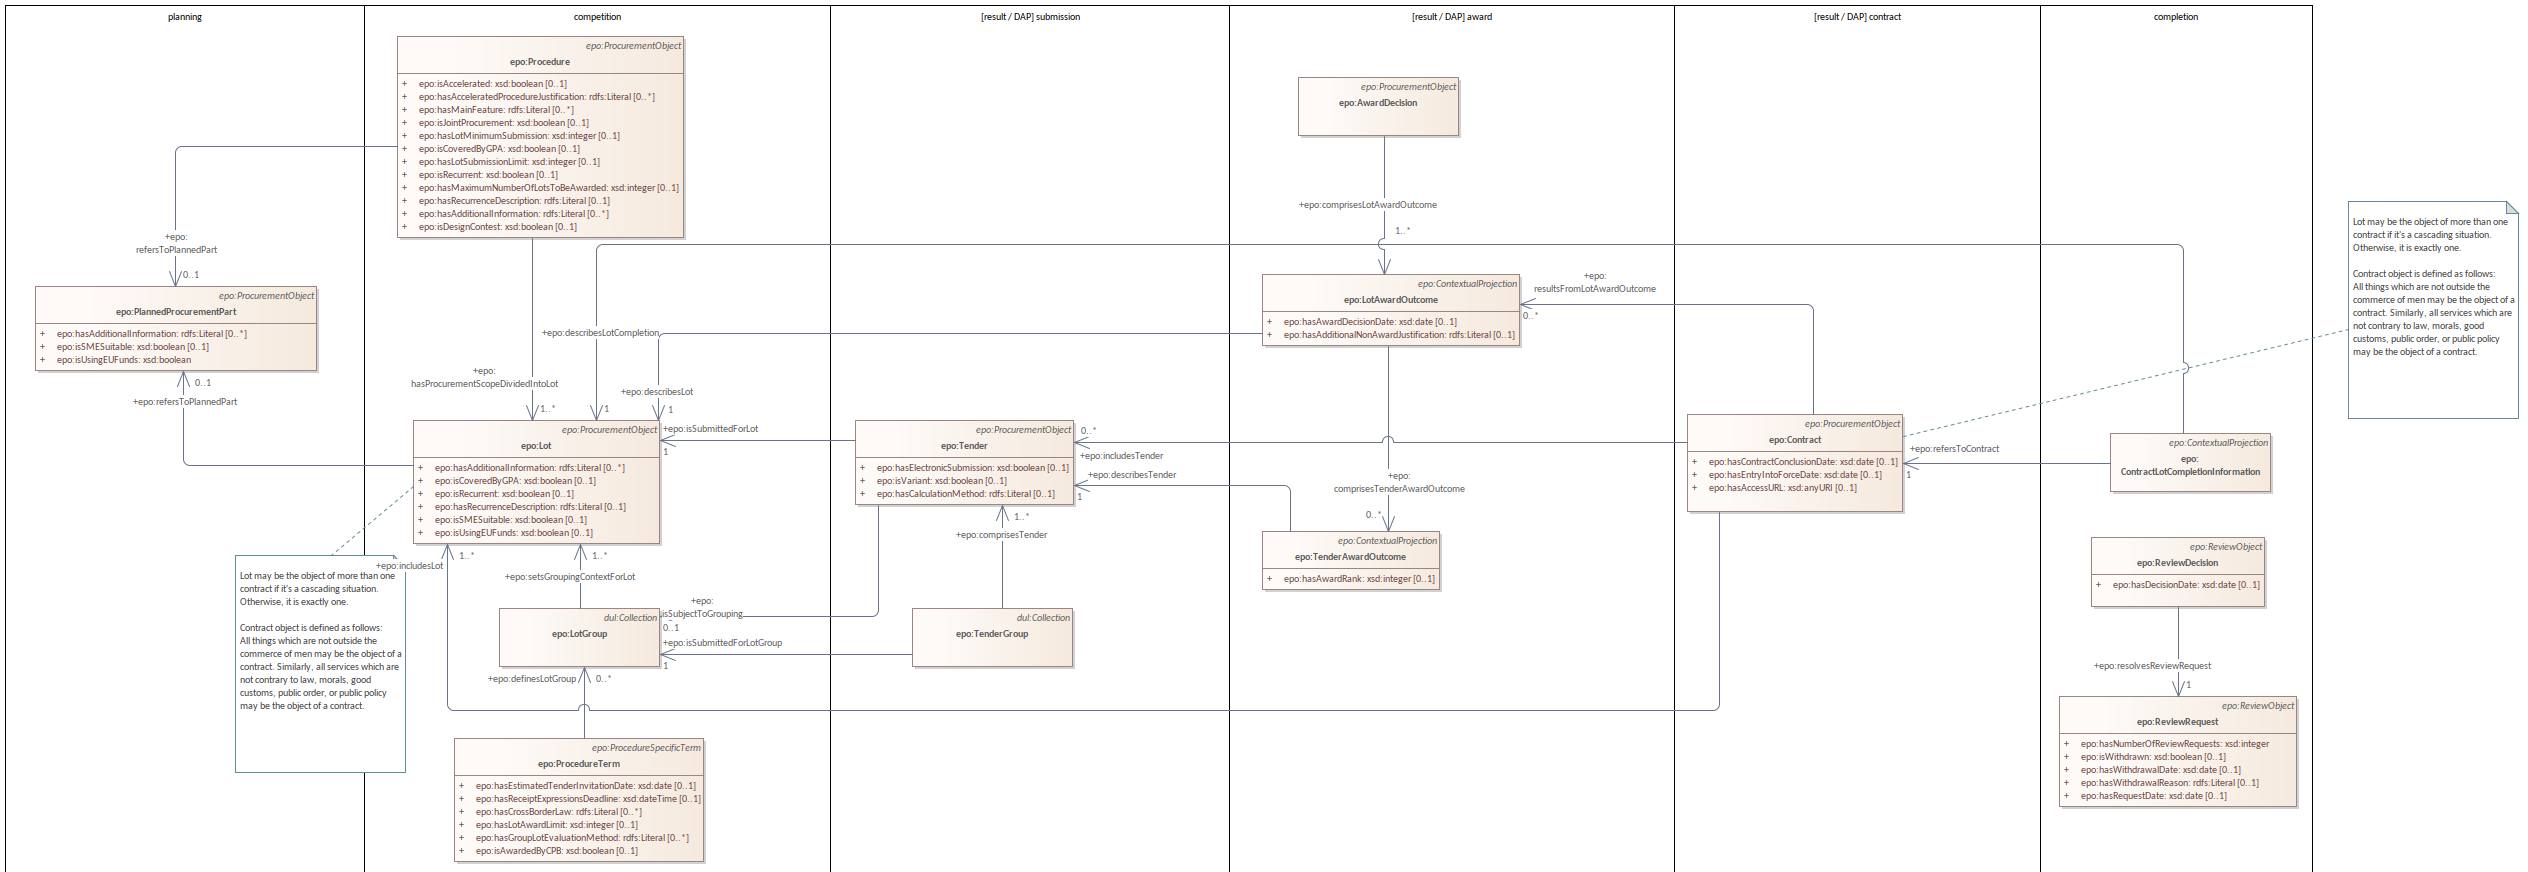 planning
competition
[result / DAP] submission
[result / DAP] award
[result / DAP] contract
completion
epo:ProcurementObject
epo:Procedure
+ epo:isAccelerated: xsd:boolean [0..1]
+ epo:hasAcceleratedProcedureJustification: rdfs:Literal [0..*]
+ epo:hasMainFeature: rdfs:Literal [0..*]
+ epo:isJointProcurement: xsd:boolean [0..1]
+ epo:hasLotMinimumSubmission: xsd:integer [0..1]
+ epo:isCoveredByGPA: xsd:boolean [0..1]
+ epo:hasLotSubmissionLimit: xsd:integer [0..1]
+ epo:isRecurrent: xsd:boolean [0..1]
+ epo:hasMaximumNumberOfLotsToBeAwarded: xsd:integer [0..1]
+ epo:hasRecurrenceDescription: rdfs:Literal [0..1]
+ epo:hasAdditionalInformation: rdfs:Literal [0..*]
+ epo:isDesignContest: xsd:boolean [0..1]
+epo:
refersToPlannedPart
0..1
epo:ProcurementObject
epo:PlannedProcurementPart
+ epo:hasAdditionalInformation: rdfs:Literal [0..*]
+ epo:isSMESuitable: xsd:boolean [0..1]
+ epo:isUsingEUFunds: xsd:boolean
0..1
+epo:refersToPlannedPart
epo:ProcurementObject
epo:AwardDecision
+epo:comprisesLotAwardOutcome
1..*
epo:ContextualProjection
epo:LotAwardOutcome
+ epo:hasAwardDecisionDate: xsd:date [0..1]
+ epo:hasAdditionalNonAwardJustification: rdfs:Literal [0..1]
+epo:
resultsFromLotAwardOutcome
0..*
+epo:describesLotCompletion
1
+epo:
hasProcurementScopeDividedIntoLot
1..*
+epo:describesLot
1
epo:ProcurementObject
epo:Lot
+ epo:hasAdditionalInformation: rdfs:Literal [0..*]
+ epo:isCoveredByGPA: xsd:boolean [0..1]
+ epo:isRecurrent: xsd:boolean [0..1]
+ epo:hasRecurrenceDescription: rdfs:Literal [0..1]
+ epo:isSMESuitable: xsd:boolean [0..1]
+ epo:isUsingEUFunds: xsd:boolean [0..1]
+epo:isSubmittedForLot
1
epo:ProcurementObject
epo:Tender
+ epo:hasElectronicSubmission: xsd:boolean [0..1]
+ epo:isVariant: xsd:boolean [0..1]
+ epo:hasCalculationMethod: rdfs:Literal [0..1]
0..*
+epo:includesTender
+epo:describesTender
1
+epo:
comprisesTenderAwardOutcome
0..*
epo:ContextualProjection
epo:TenderAwardOutcome
+ epo:hasAwardRank: xsd:integer [0..1]
epo:ProcurementObject
epo:Contract
+ epo:hasContractConclusionDate: xsd:date [0..1]
+ epo:hasEntryIntoForceDate: xsd:date [0..1]
+ epo:hasAccessURL: xsd:anyURI [0..1]
+epo:refersToContract
1
epo:ContextualProjection
epo:
ContractLotCompletionInformation
Lot may be the object of more than one
contract if it's a cascading situation.
Otherwise, it is exactly one.
Contract object is defined as follows:
All things which are not outside the
commerce of men may be the object of a
contract. Similarly, all services which are
not contrary to law, morals, good
customs, public order, or public policy
may be the object of a contract.
+epo:includesLot
1..*
Lot may be the object of more than one
contract if it's a cascading situation.
Otherwise, it is exactly one.
Contract object is defined as follows:
All things which are not outside the
commerce of men may be the object of a
contract. Similarly, all services which are
not contrary to law, morals, good
customs, public order, or public policy
may be the object of a contract.
1..*
+epo:setsGroupingContextForLot
dul:Collection
epo:LotGroup
+epo:
isSubjectToGrouping
0..1
+epo:isSubmittedForLotGroup
1
1..*
+epo:comprisesTender
dul:Collection
epo:TenderGroup
+epo:definesLotGroup
0..*
epo:ProcedureSpecificTerm
epo:ProcedureTerm
+ epo:hasEstimatedTenderInvitationDate: xsd:date [0..1]
+ epo:hasReceiptExpressionsDeadline: xsd:dateTime [0..1]
+ epo:hasCrossBorderLaw: rdfs:Literal [0..*]
+ epo:hasLotAwardLimit: xsd:integer [0..1]
+ epo:hasGroupLotEvaluationMethod: rdfs:Literal [0..*]
+ epo:isAwardedByCPB: xsd:boolean [0..1]
epo:ReviewObject
epo:ReviewDecision
+ epo:hasDecisionDate: xsd:date [0..1]
+epo:resolvesReviewRequest
1
epo:ReviewObject
epo:ReviewRequest
+ epo:hasNumberOfReviewRequests: xsd:integer
+ epo:isWithdrawn: xsd:boolean [0..1]
+ epo:hasWithdrawalDate: xsd:date [0..1]
+ epo:hasWithdrawalReason: rdfs:Literal [0..1]
+ epo:hasRequestDate: xsd:date [0..1]